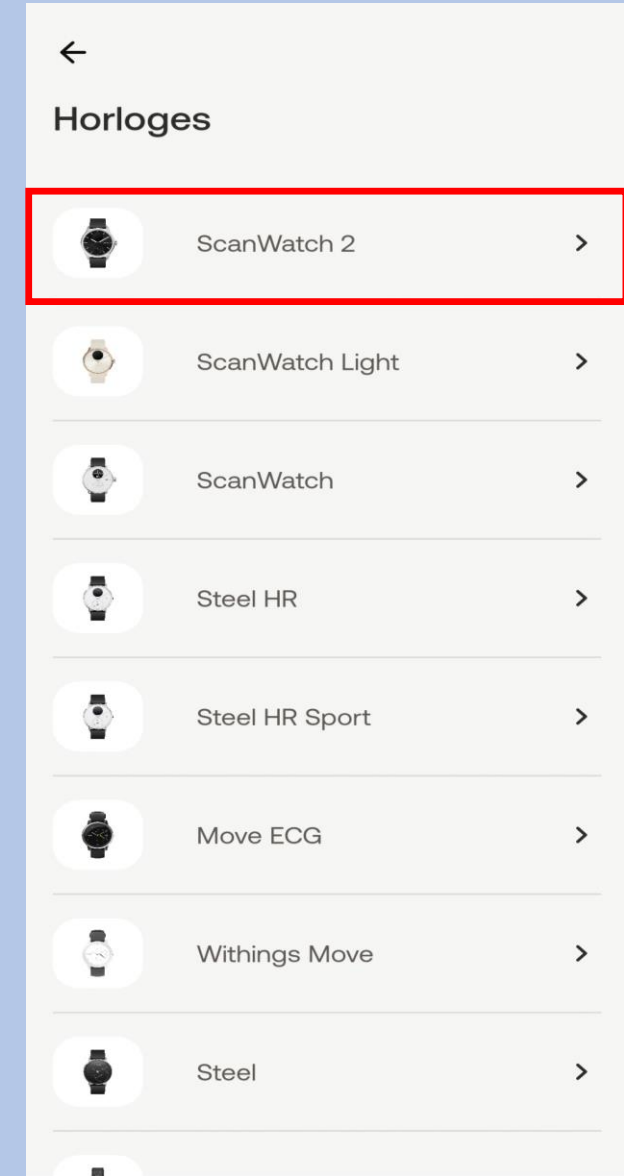 Horloges
ScanWatch 2
ScanWatch Light
ScanWatch
Steel HR
Steel HR Sport
Move ECG
Withings Move
Steel